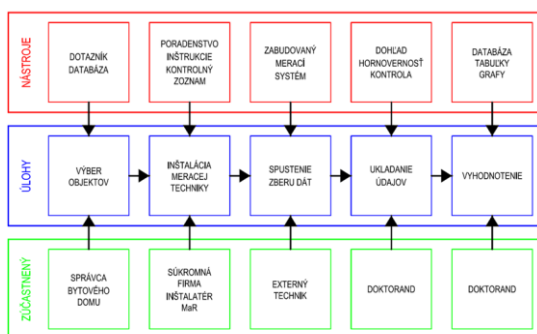 NÁSTROJE
DOTAZNÍK
DATABÁZA
PORADENSTVO
INŠTRUKCIE
KONTROLNÝ
ZOZNAM
ZABUDOVANÝ
MERACÍ
SYSTÉM
DOHĽAD
HORNOVERNOSŤ
KONTROLA
DATABÁZA
TABUĽKY
GRAFY
ÚLOHY
VÝBER
OBJEKTOV
INŠTALÁCIA
MERACEJ
TECHNIKY
SPUSTENIE
ZBERU DÁT
UKLADANIE
ÚDAJOV
VYHODNOTENIE
ZÚČASTNENÝ
SPRÁVCA
BYTOVÉHO
DOMU
SÚKROMNÁ
FIRMA
INŠTALATÉR
MaR
EXTERNÝ
TECHNIK
DOKTORAND
DOKTORAND